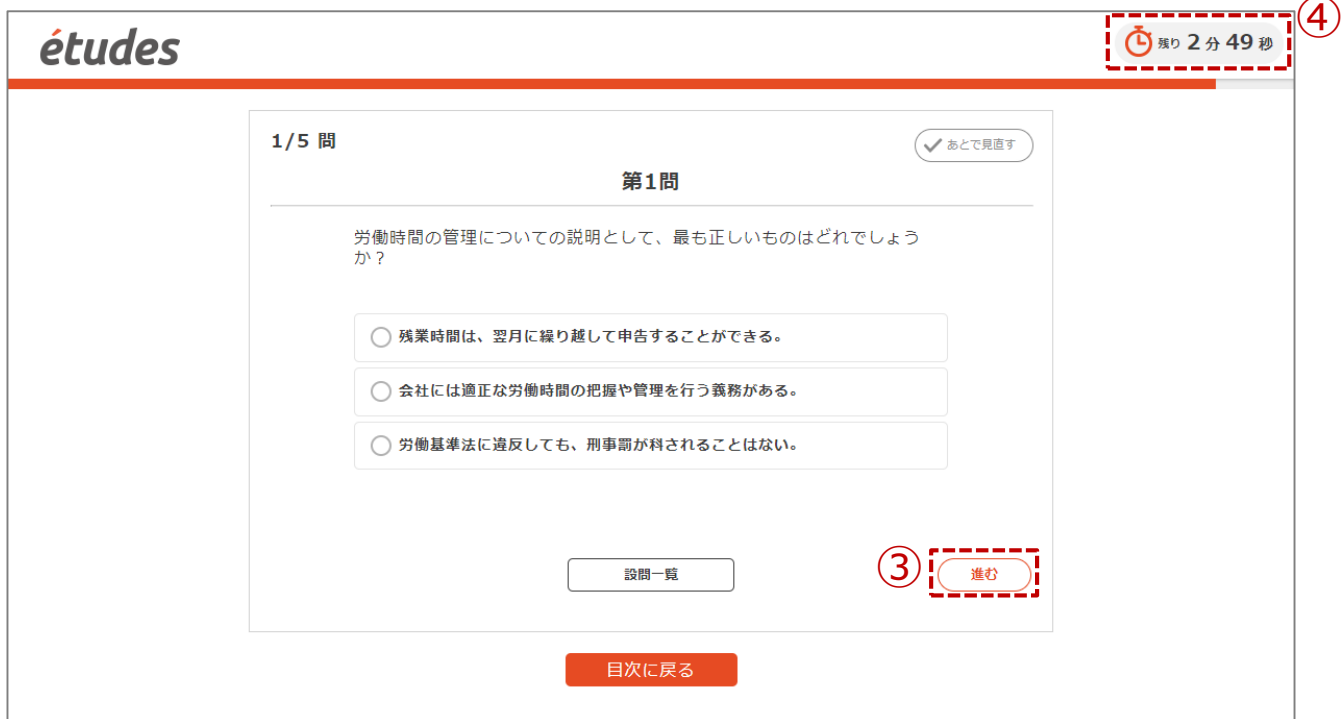 études
残り 2 分 49 秒
④
1/5 問
あとで見直す
第1問
労働時間の管理についての説明として、最も正しいものはどれでしょう
か？
残業時間は、翌月に繰り越して申告することができる。
会社には適正な労働時間の把握や管理を行う義務がある。
労働基準法に違反しても、刑事罰が科されることはない。
設問一覧
③
進む
目次に戻る